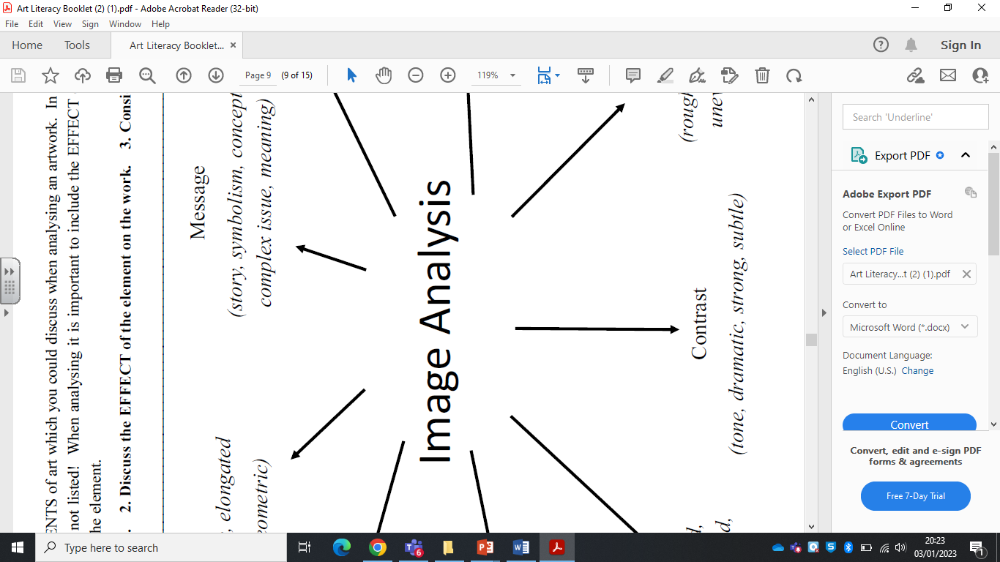 Art Literacy Booklet (2) (1).pdf - Adobe Acrobat Reader (32-bit)
File Edit View Sign Window Help
Home Tools Art Literacy Booklet... × Sign In
Page 9 (9 of 15) 119%
ENTS of art which you could discuss when analysing an artwork. In
not listed! When analysing it is important to include the EFFECT
he element.
. 2. Discuss the EFFECT of the element on the work. 3. Consi
Message
(story, symbolism, concept
complex issue, meaning)
, elongated
eometric)
Image Analysis
(rough
unev
Contrast
(tone, dramatic, strong, subtle)
d,
d,
Search 'Underline'
Export PDF
Adobe Export PDF
Convert PDF Files to Word
or Excel Online
Select PDF File
Art Literacy...t (2) (1).pdf
Convert to
Microsoft Word (*.docx)
Document Language:
English (U.S.) Change
Convert
Convert, edit and e-sign PDF
forms & agreements
Free 7-Day Trial
Type here to search
6
20:23
03/01/2023
1